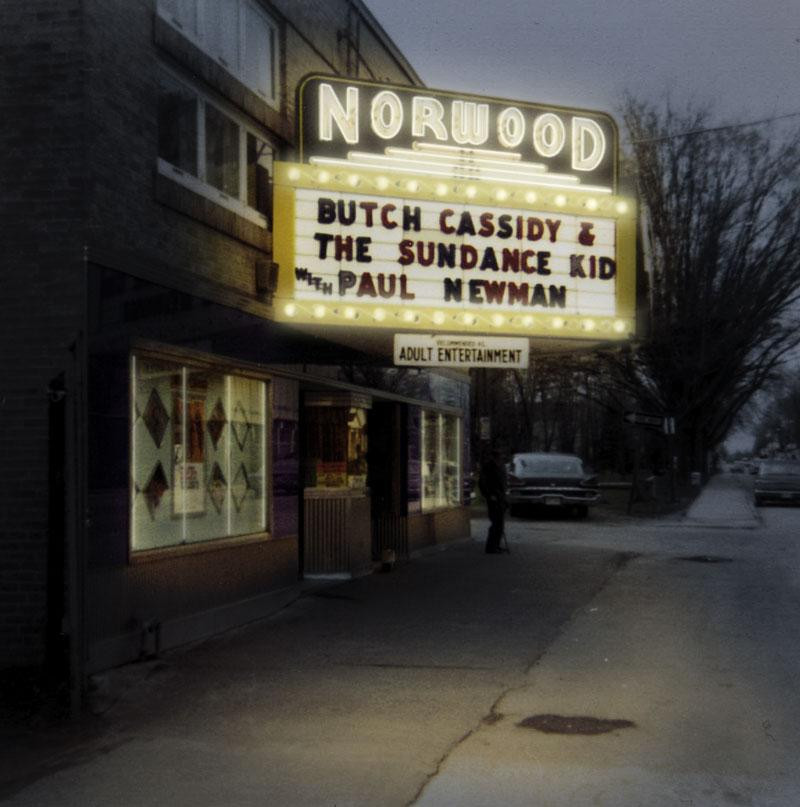 NORWOOD
BUTCH CASSIDY &
THE SUNDANCE KID
WITH PAUL NEWMAN
RECOMMENDED AS
ADULT ENTERTAINMENT